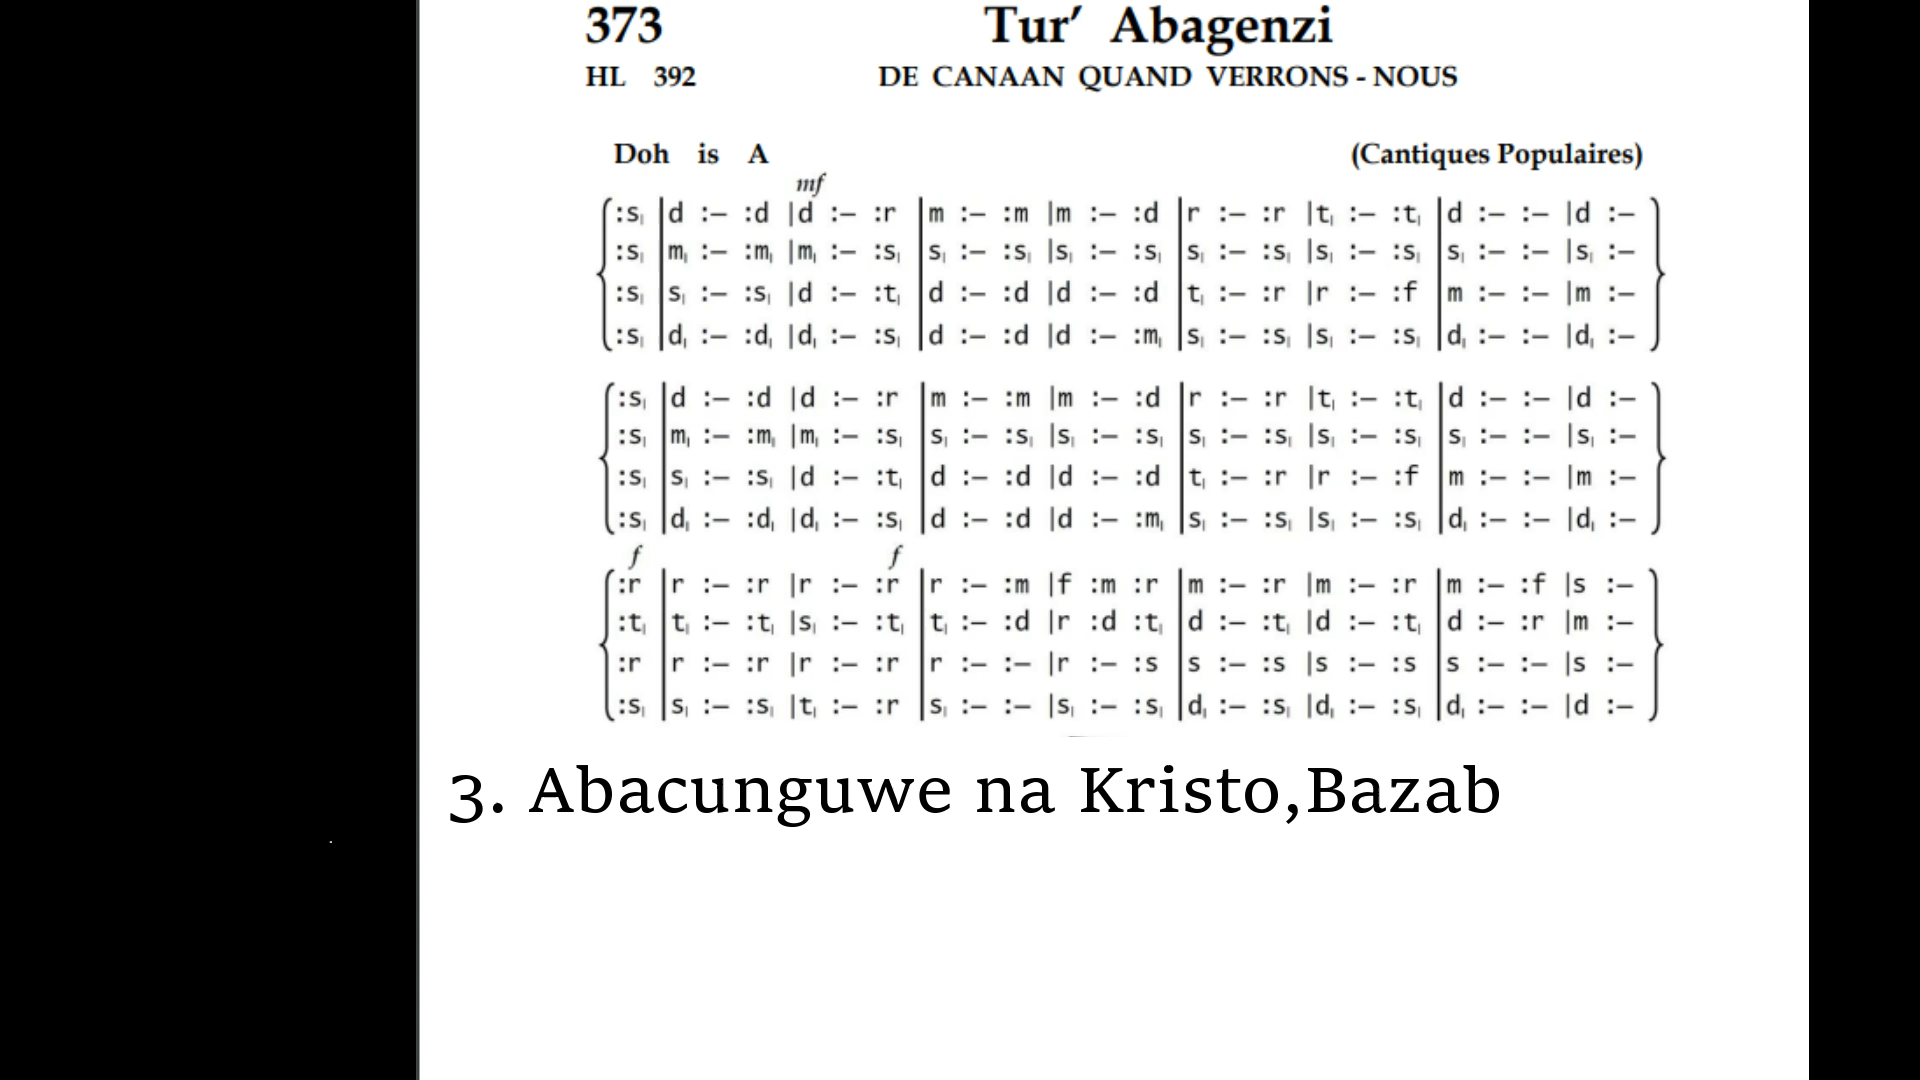 373 Tur’ Abagenzi
HL 392 DE CANAAN QUAND VERRONS - NOUS
Doh is A (Cantiques Populaires)
mf
:s| |d :– :d |d :– :r |m :– :m |m :– :d |r :– :r |t| :– :t| |d :– :– |d :–
:s| |m| :– :m| |m| :– :s| |s| :– :s| |s| :– :s| |s| :– :s| |s| :– :s| |s| :– :– |s| :–
:s| |s| :– :s| |d :– :t| |d :– :d |d :– :d |t| :– :r |r :– :f |m :– :– |m :–
:s| |d| :– :d| |d| :– :s| |d :– :d |d :– :m| |s| :– :s| |s| :– :s| |d| :– :– |d| :–
:s| |d :– :d |d :– :r |m :– :m |m :– :d |r :– :r |t| :– :t| |d :– :– |d :–
:s| |m| :– :m| |m| :– :s| |s| :– :s| |s| :– :s| |s| :– :s| |s| :– :s| |s| :– :– |s| :–
:s| |s| :– :s| |d :– :t| |d :– :d |d :– :d |t| :– :r |r :– :f |m :– :– |m :–
:s| |d| :– :d| |d| :– :s| |d :– :d |d :– :m| |s| :– :s| |s| :– :s| |d| :– :– |d| :–
f f
:r |r :– :r |r :– :r |r :– :m |f :m :r |m :– :r |m :– :r |m :– :f |s :–
:t| |t| :– :t| |s| :– :t| |t| :– :d |r :d :t| |d :– :t| |d :– :t| |d :– :r |m :–
:r |r :– :r |r :– :r |r :– :– |r :– :s |s :– :s |s :– :s |s :– :– |s :–
:s| |s| :– :s| |t| :– :r |s| :– :– |s| :– :s| |d| :– :s| |d| :– :s| |d| :– :– |d :–
3. Abacunguwe na Kristo,Bazab